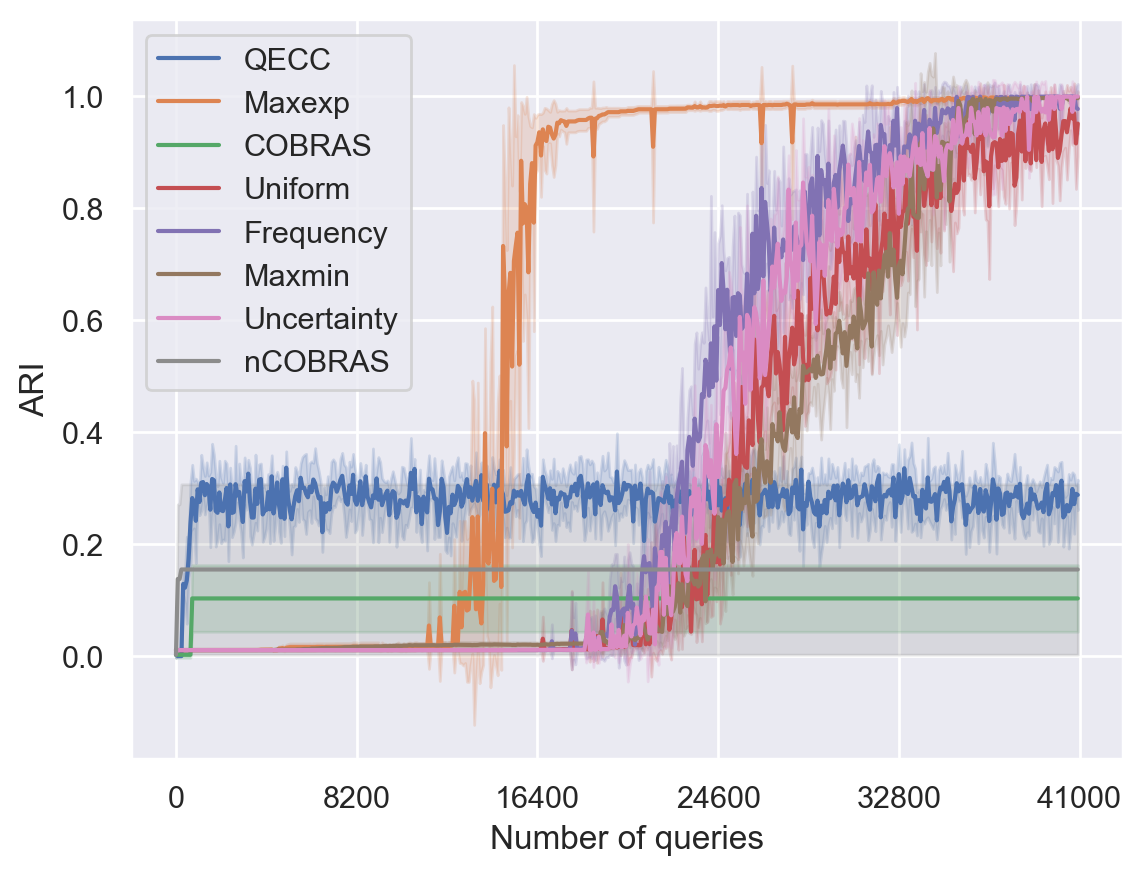 QECC
Maxexp
COBRAS
Uniform
Frequency
Maxmin
Uncertainty
nCOBRAS
1.0
0.8
0.6
0.4
0.2
0.0
ARI
0 8200 16400 24600 32800 41000
Number of queries